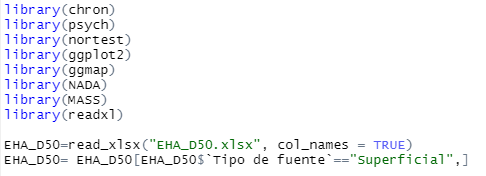 library(chron)
library(psych)
library(nortest)
library(ggplot2)
library(ggmap)
library(NADA)
library(MASS)
library(readxl)
EHA_D50=read_xlsx("EHA_D50.xlsx", col_names = TRUE)
EHA_D50= EHA_D50[EHA_D50$`Tipo de fuente`=="Superficial",]